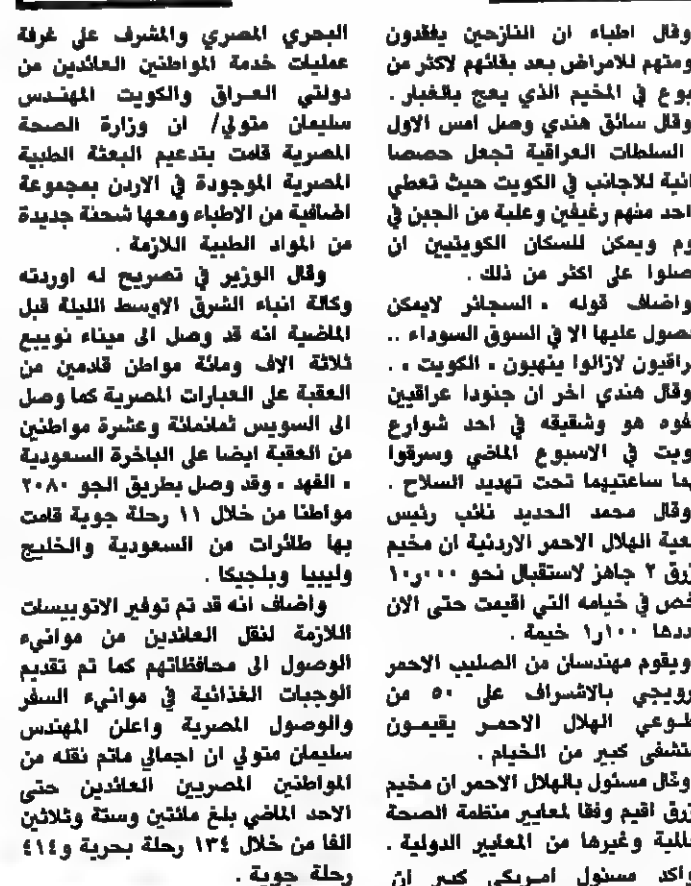 وقال اطباء ان النازحين يفقدون
ومتهم للامراض بعد بقائهم لاكثر من
بوع في المخيم الذي يعج بالغبار .
وقال سائق هندي وصل امس الاول
السلطات العراقية تجعل حصصا
انية للاجانب في الكويت حيث تعطي
احد منهم رغيفين وعلبة من الجبن في
وم ويمكن للسكان الكويتيين ان
صلوا على اكثر من ذلك .
واضاف قوله « السجائر لايمكن
حصول عليها الا في السوق السوداء ..
راقيون لازالوا ينهبون « الكويت » .
وقال هندي اخر ان جنودا عراقيين
قفوه هو وشقيقه في احد شوارع
ويت في الاسبوع الماضي وسرقوا
هما ساعتيهما تحت تهديد السلاح .
وقال محمد الحديد نائب رئيس
معية الهلال الاحمر الاردنية ان مخيم
زرق ٢ جاهز لاستقبال نحو ١٠٫٠٠٠
خص في خيامه التي اقيمت حتى الان
ددها ١٫١٠٠ خيمة .
ويقوم مهندسان من الصليب الاحمر
رويجي بالاشراف على ٥٠ من
طوعي الهلال الاحمر يقيمون
ستشفى كبير من الخيام .
وقال مسئول بالهلال الاحمر ان مخيم
زرق اقيم وفقا لمعايير منظمة الصحة
المية وغيرها من المعايير الدولية .
واكد مسئول امريكي كبير ان
البحري المصري والمشرف على غرفة
عمليات خدمة المواطنين العائدين من
دولتي العراق والكويت المهندس
سليمان متولي/ ان وزارة الصحة
المصرية قامت بتدعيم البعثة الطبية
المصرية الموجودة في الاردن بمجموعة
اضافية من الاطباء ومعها شحنة جديدة
من المواد الطبية اللازمة .
وقال الوزير في تصريح له اوردته
وكالة انباء الشرق الاوسط الليلة قبل
الماضية انه قد وصل الى ميناء نويبع
ثلاثة الاف ومائة مواطن قادمين من
العقبة على العبارات المصرية كما وصل
الى السويس ثمانمائة وعشرة مواطنين
من العقبة ايضا على الباخرة السعودية
« الفهد » وقد وصل بطريق الجو ٢٠٨٠
مواطنا من خلال ١١ رحلة جوية قامت
بها طائرات من السعودية والخليج
وليبيا وبلجيكا .
واضاف انه قد تم توفير الاتوبيسات
اللازمة لنقل العائدين من موانيء
الوصول الى محافظاتهم كما تم تقديم
الوجبات الغذائية في موانيء السفر
والوصول المصرية واعلن المهندس
سليمان متولي ان اجمالي ماتم نقله من
المواطنين المصريين العائدين حتى
الاحد الماضي بلغ مائتين وستة وثلاثين
الفا من خلال ١٣٤ رحلة بحرية و٤١٤
رحلة جوية .